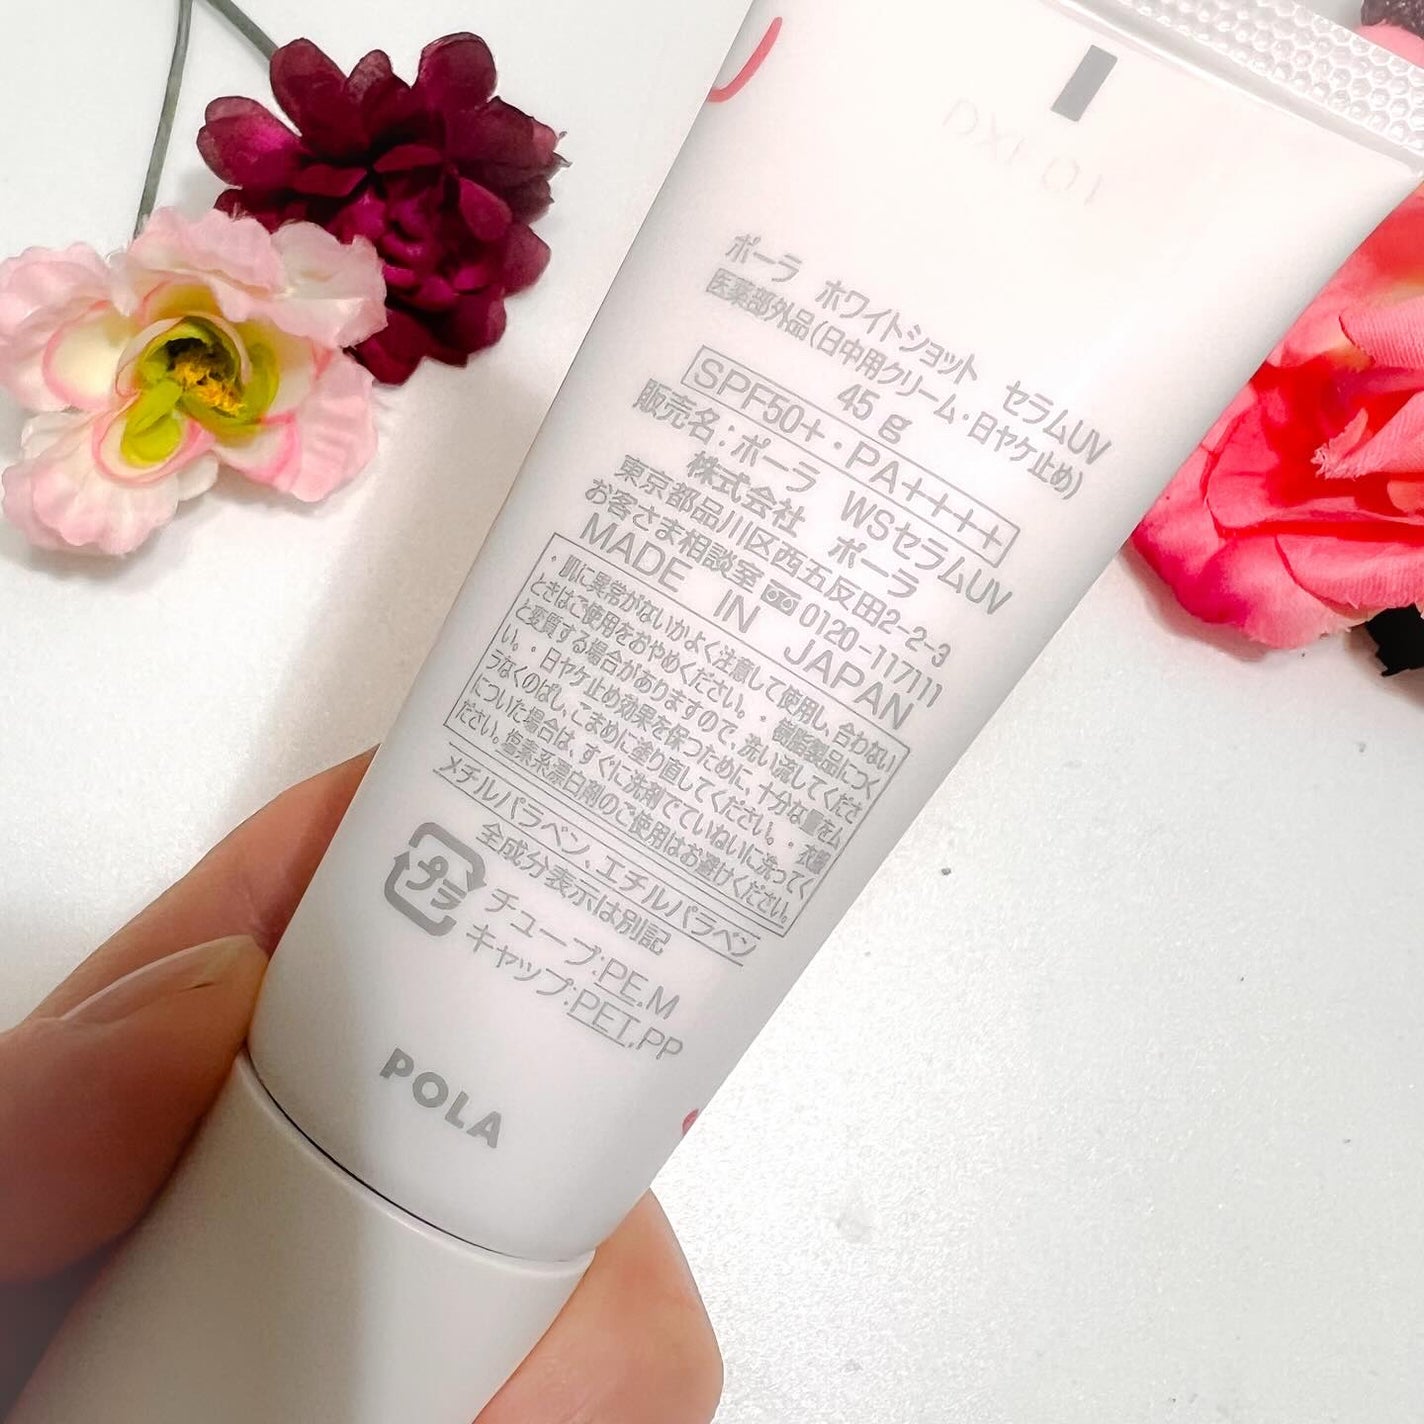 ポーラ　ホワイトショット　セラムUV
医薬部外品(日中用クリーム・日ヤケ止め)
45 g
SPF50+・PA++++
販売名:ポーラ　WSセラムUV
株式会社　ポーラ
東京都品川区西五反田2-2-3
お客さま相談室 0120-117111
MADE IN JAPAN
・肌に異常がないかよく注意して使用し、合わない
ときはご使用をおやめください。・樹脂薬品につく
と変質する場合がありますので、洗い流してくださ
い。・日ヤケ止め効果を保つために、十分な量をム
ラなくのばし、こまめに塗り直してください。・衣服
についた場合は、すぐに洗剤でていねいに洗ってく
ださい。塩素系漂白剤のご使用はお避けください。
メチルパラベン、エチルパラベン
全成分表示は別記
プラ
チューブ:PE,M
キャップ:PET,PP
POLA